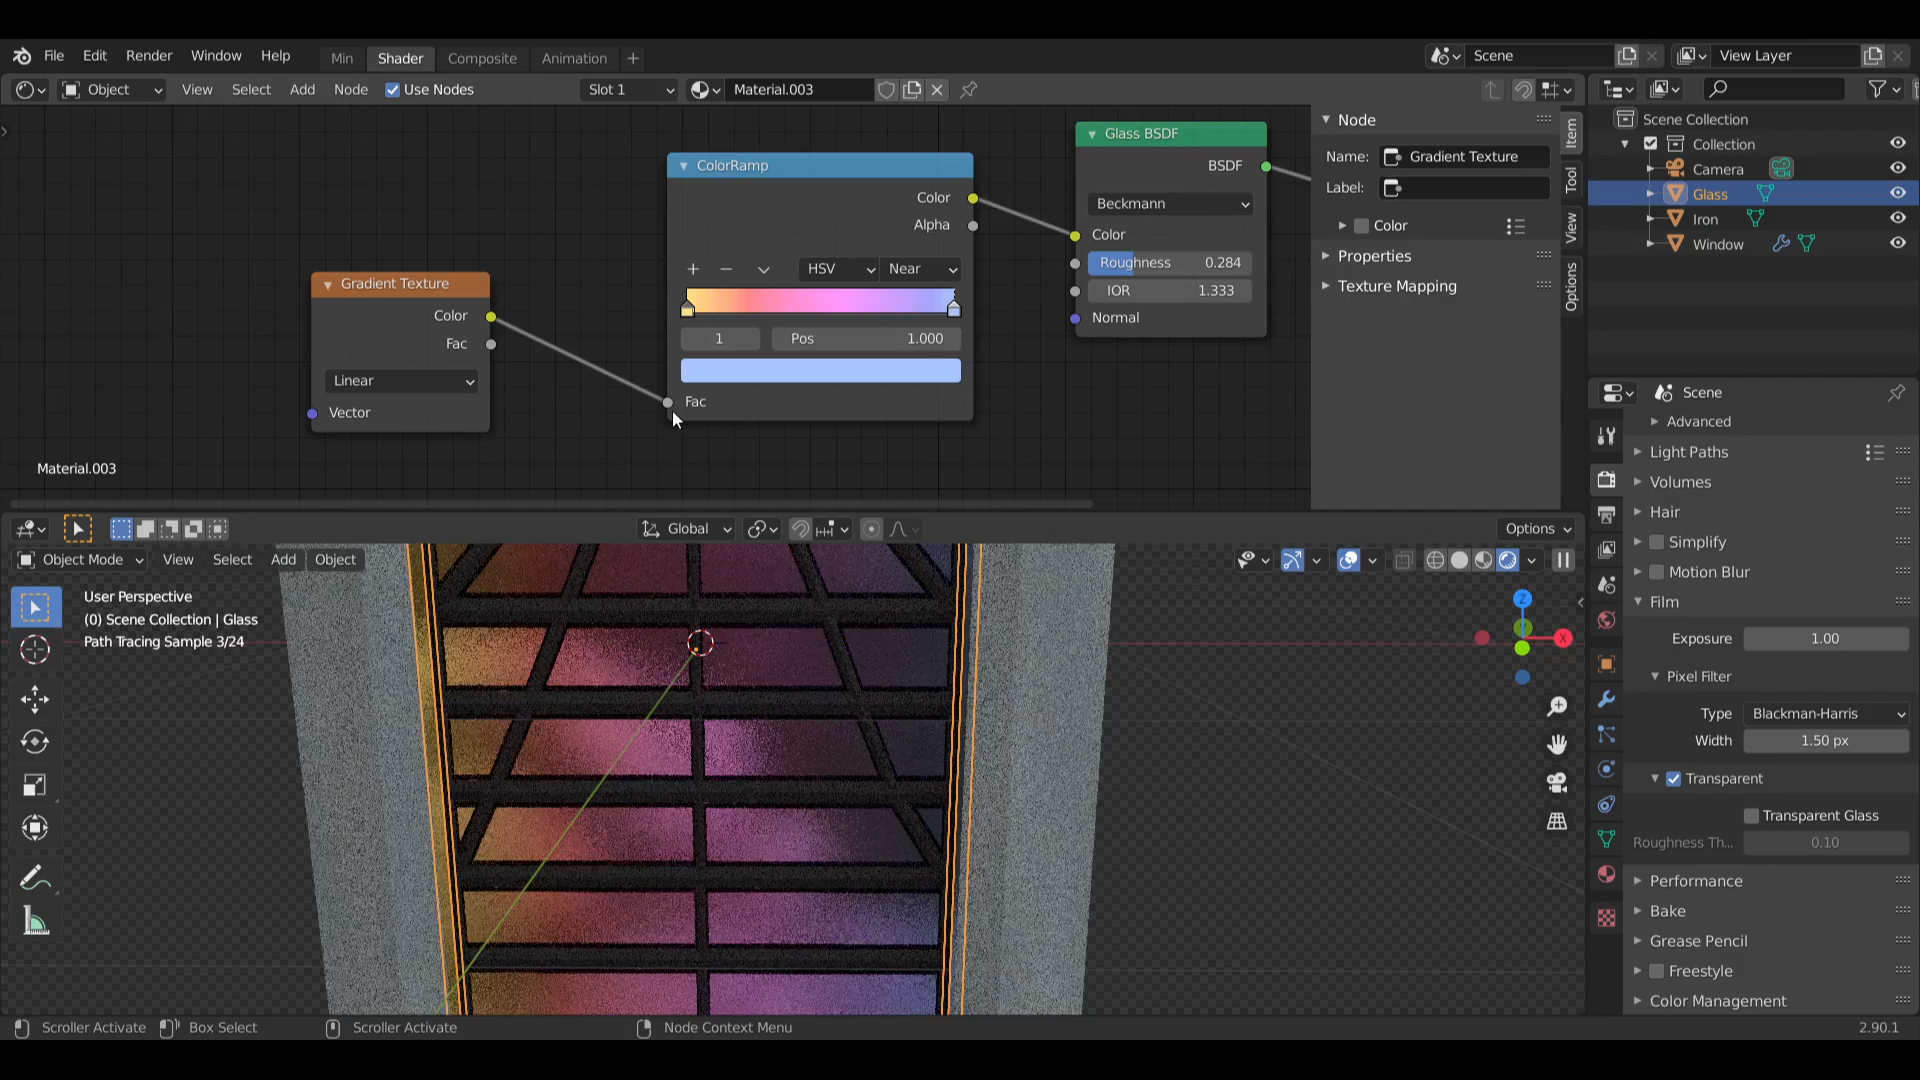 File Edit Render Window Help Min Shader Composite Animation + Scene View Layer
Object View Select Add Node Use Nodes Slot 1 Material.003
Node
Name: Gradient Texture
Label:
Color
Properties
Texture Mapping
Item
Tool
View
Options
Glass BSDF
BSDF
Beckmann
Color
Roughness 0.284
IOR 1.333
Normal
ColorRamp
Color
Alpha
HSV Near
1 Pos 1.000
Fac
Gradient Texture
Color
Fac
Linear
Vector
Material.003
Scene Collection
Collection
Camera
Glass
Iron
Window
Scene
Advanced
Light Paths
Volumes
Hair
Simplify
Motion Blur
Film
Exposure 1.00
Pixel Filter
Type Blackman-Harris
Width 1.50 px
Transparent
Transparent Glass
Roughness Th... 0.10
Performance
Bake
Grease Pencil
Freestyle
Color Management
Global Options
Object Mode View Select Add Object
User Perspective
(0) Scene Collection | Glass
Path Tracing Sample 3/24
Z
X
Scroller Activate Box Select Scroller Activate Node Context Menu 2.90.1